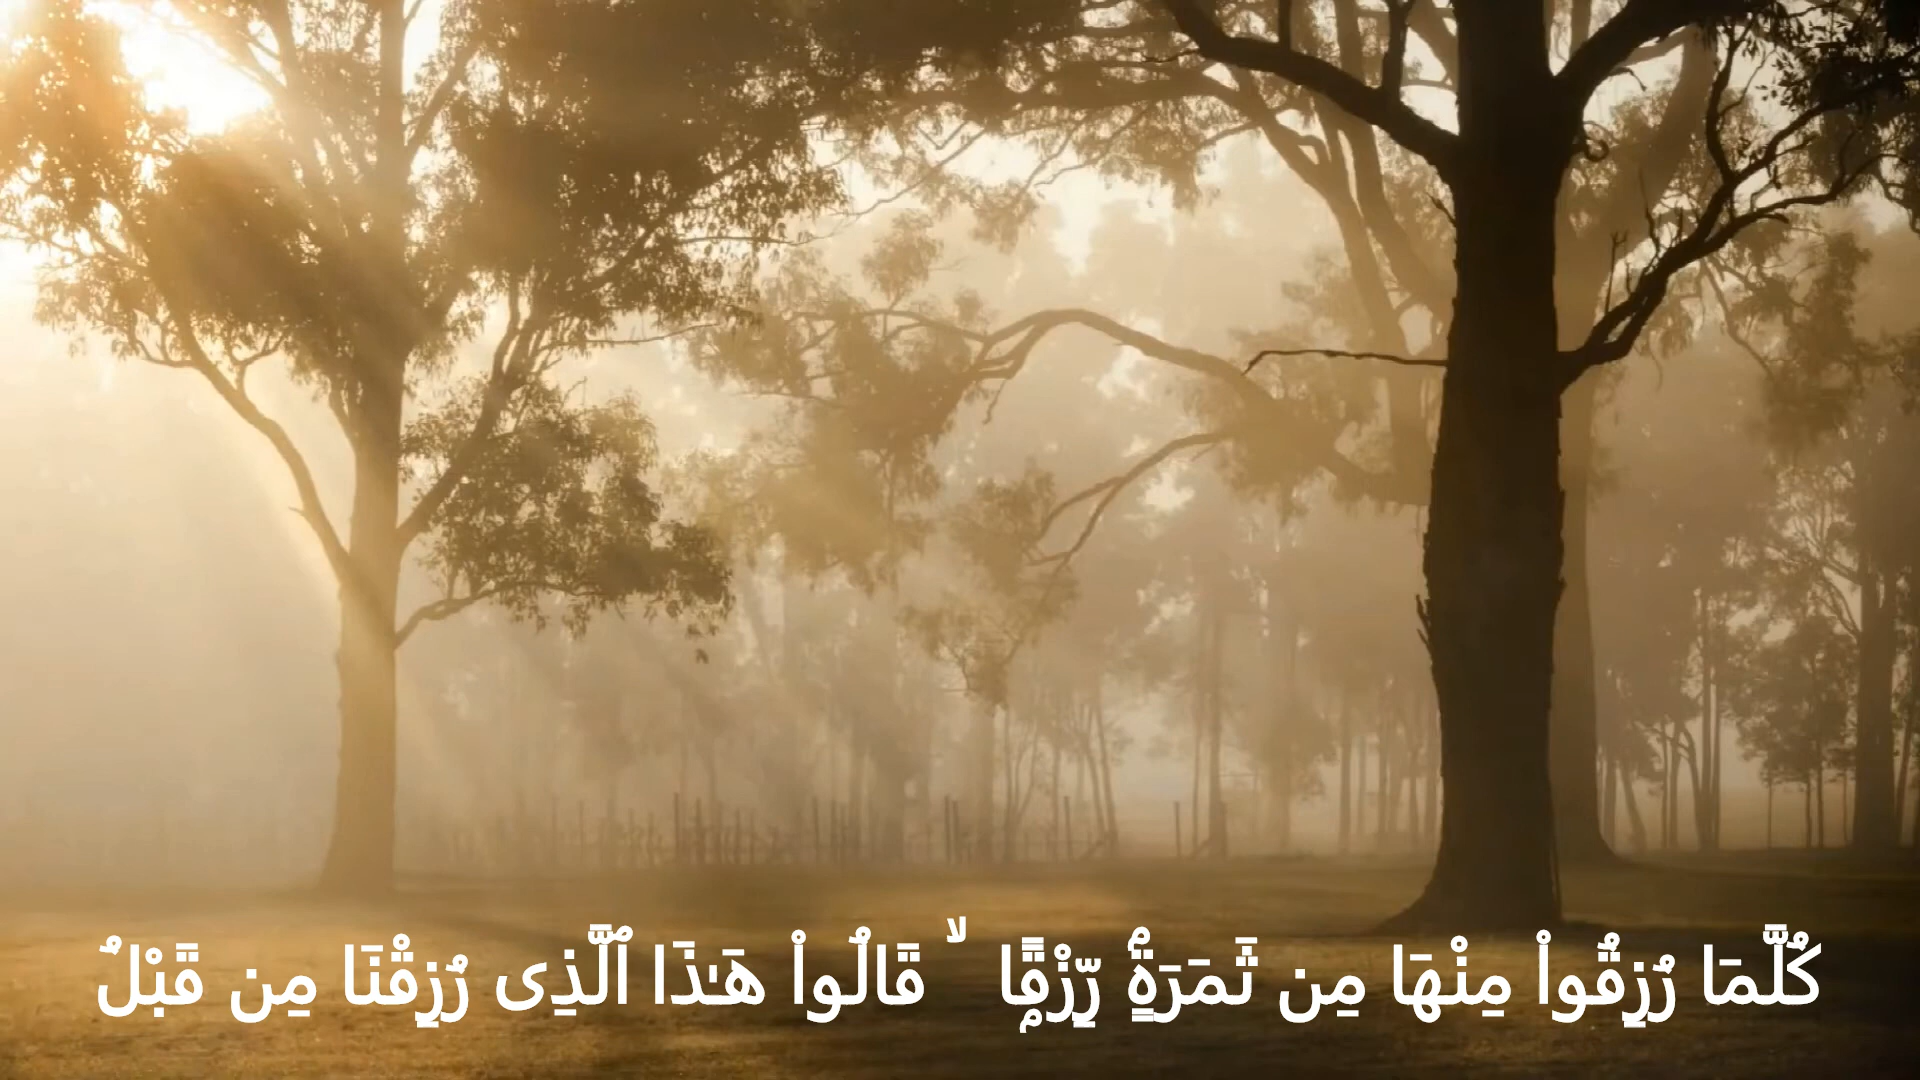 كُلَّمَا رُزِقُوا۟ مِنْهَا مِن ثَمَرَةٍۢ رِّزْقًۭا ۙ قَالُوا۟ هَـٰذَا ٱلَّذِى رُزِقْنَا مِن قَبْلُ